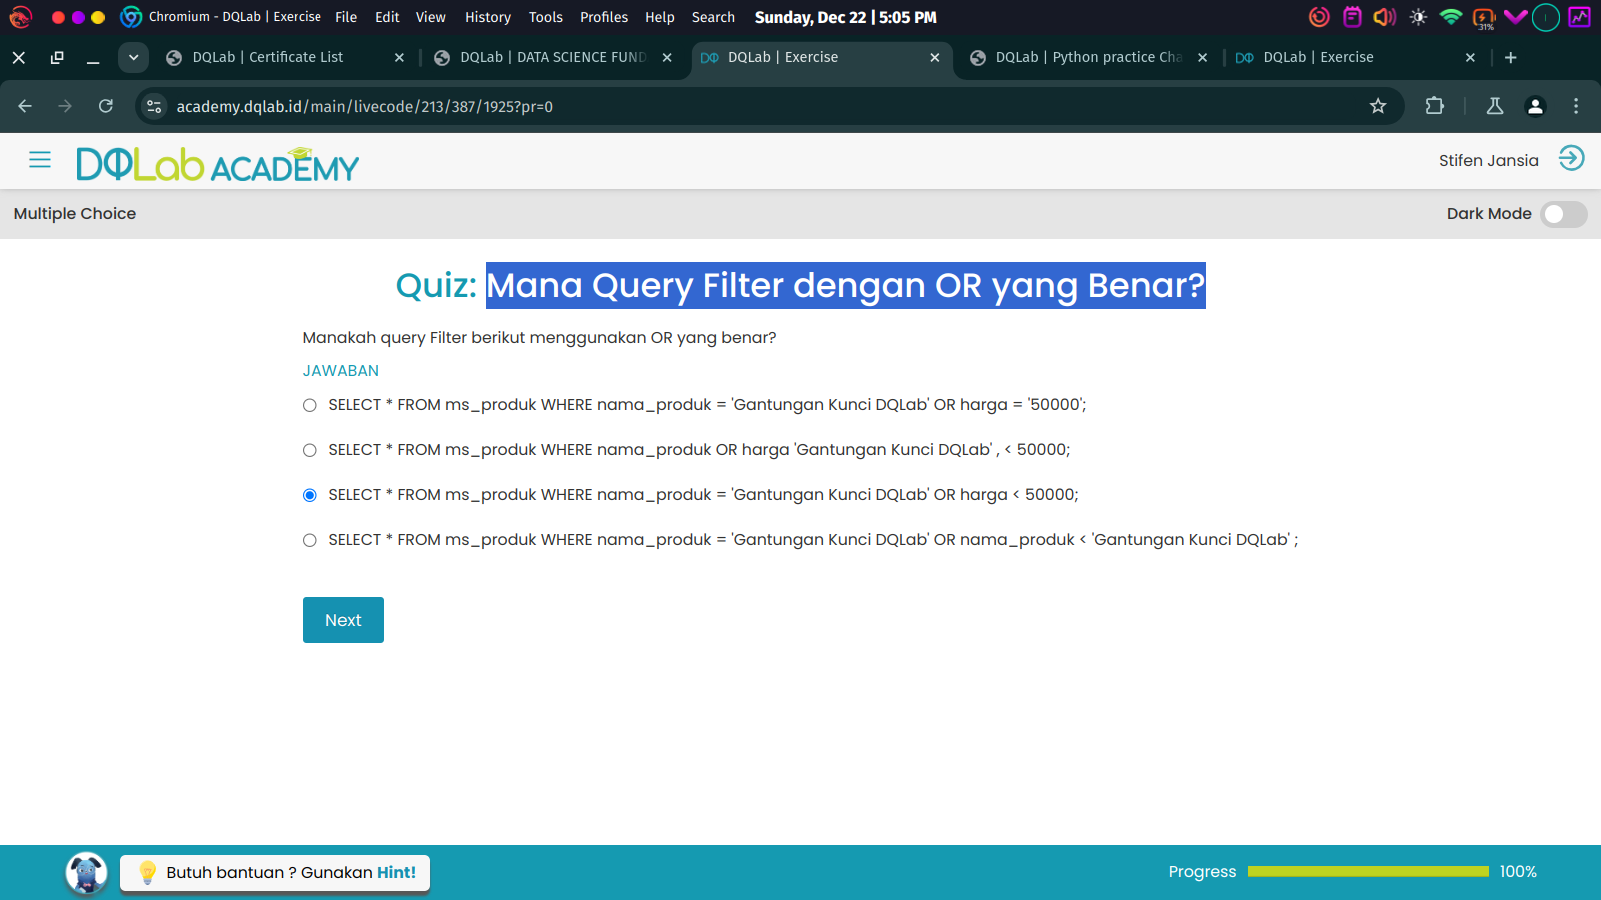 Chromium - DQLab | Exercise File Edit View History Tools Profiles Help Search Sunday, Dec 22 | 5:05 PM 31%
DQLab | Certificate List DQLab | DATA SCIENCE FUND DQLab | Exercise DQLab | Python practice Cha DQLab | Exercise
academy.dqlab.id/main/livecode/213/387/1925?pr=0
DQLab ACADEMY Stifen Jansia
Multiple Choice Dark Mode
Quiz: Mana Query Filter dengan OR yang Benar?
Manakah query Filter berikut menggunakan OR yang benar?
JAWABAN
SELECT * FROM ms_produk WHERE nama_produk = 'Gantungan Kunci DQLab' OR harga = '50000';
SELECT * FROM ms_produk WHERE nama_produk OR harga 'Gantungan Kunci DQLab' , < 50000;
SELECT * FROM ms_produk WHERE nama_produk = 'Gantungan Kunci DQLab' OR harga < 50000;
SELECT * FROM ms_produk WHERE nama_produk = 'Gantungan Kunci DQLab' OR nama_produk < 'Gantungan Kunci DQLab' ;
Next
Butuh bantuan ? Gunakan Hint! Progress 100%